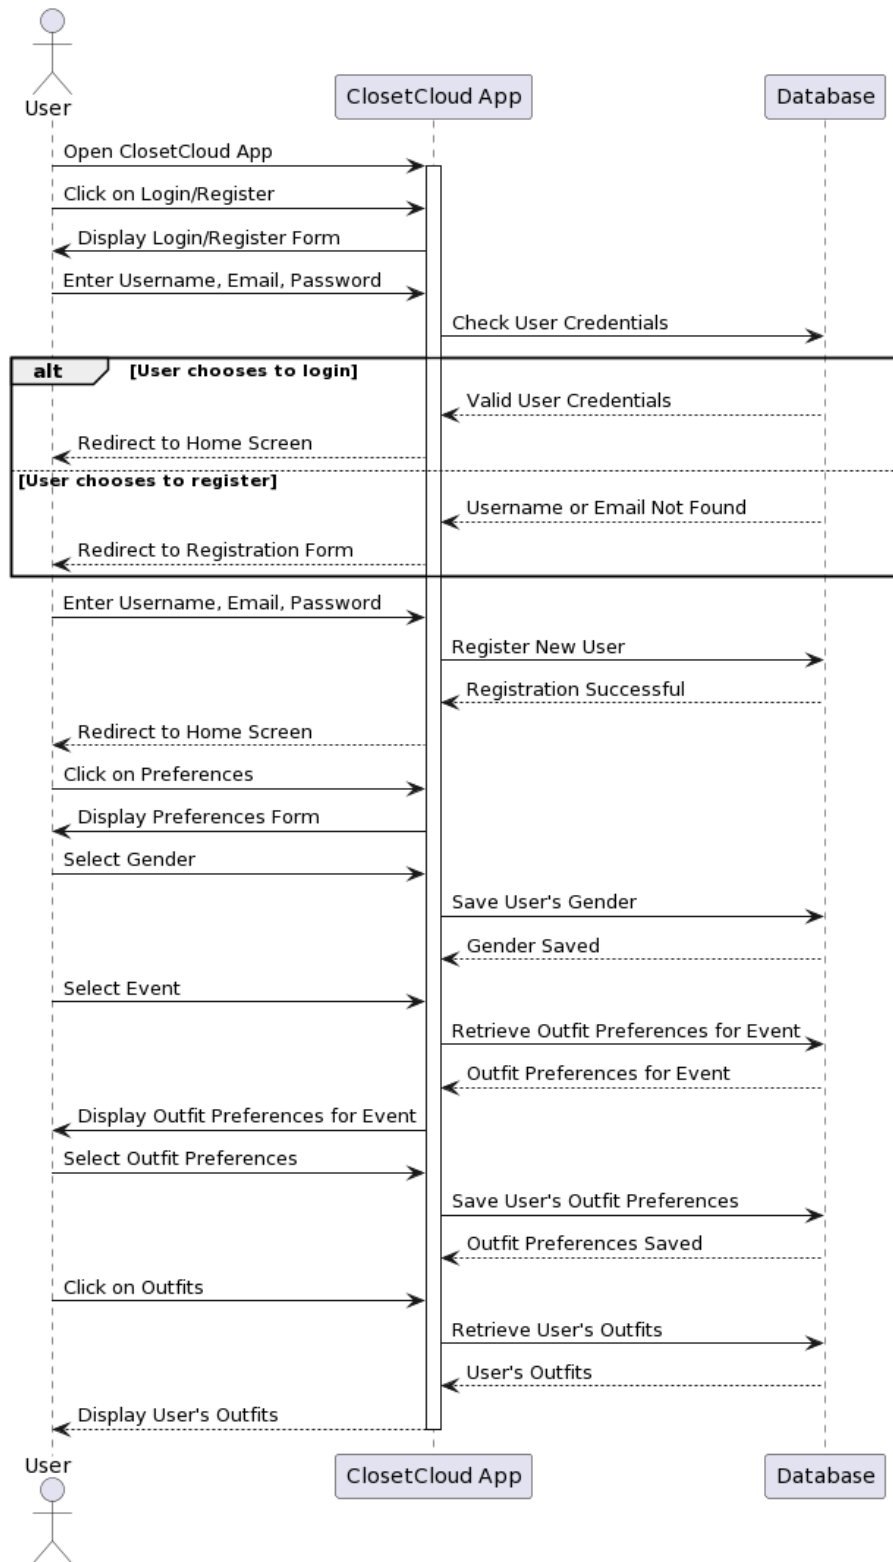 User
ClosetCloud App
Database
Open ClosetCloud App
Click on Login/Register
Display Login/Register Form
Enter Username, Email, Password
Check User Credentials
alt
[User chooses to login]
Valid User Credentials
Redirect to Home Screen
[User chooses to register]
Username or Email Not Found
Redirect to Registration Form
Enter Username, Email, Password
Register New User
Registration Successful
Redirect to Home Screen
Click on Preferences
Display Preferences Form
Select Gender
Save User's Gender
Gender Saved
Select Event
Retrieve Outfit Preferences for Event
Outfit Preferences for Event
Display Outfit Preferences for Event
Select Outfit Preferences
Save User's Outfit Preferences
Outfit Preferences Saved
Click on Outfits
Retrieve User's Outfits
User's Outfits
Display User's Outfits
User
ClosetCloud App
Database